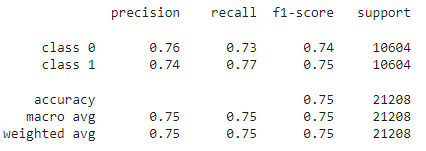 precision recall f1-score support
class 0 0.76 0.73 0.74 10604
class 1 0.74 0.77 0.75 10604
accuracy 0.75 21208
macro avg 0.75 0.75 0.75 21208
weighted avg 0.75 0.75 0.75 21208